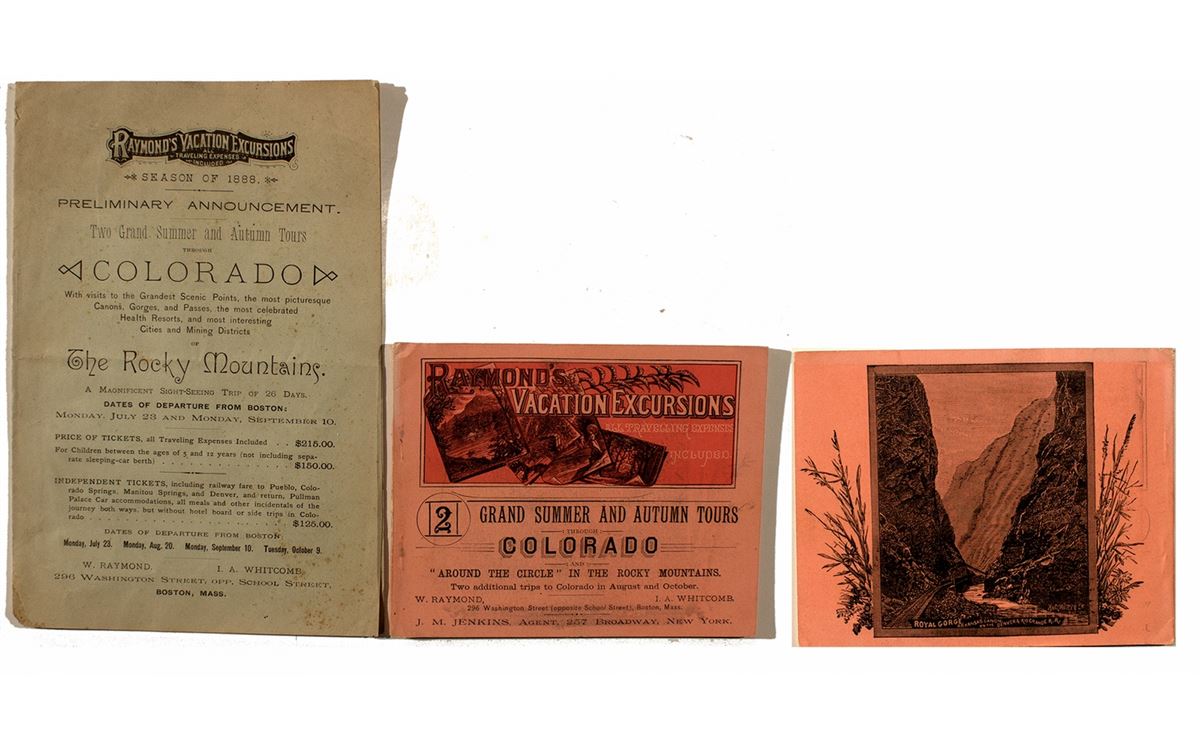 RAYMOND'S VACATION EXCURSIONS
ALL
TRAVELING EXPENSES
INCLUDED
SEASON OF 1888.
PRELIMINARY ANNOUNCEMENT.
Two Grand Summer and Autumn Tours
THROUGH
COLORADO
With visits to the Grandest Scenic Points, the most picturesque
Cañons, Gorges, and Passes, the most celebrated
Health Resorts, and most interesting
Cities and Mining Districts
OF
The Rocky Mountains.
A MAGNIFICENT SIGHT-SEEING TRIP OF 26 DAYS.
DATES OF DEPARTURE FROM BOSTON:
MONDAY, JULY 23 AND MONDAY, SEPTEMBER 10.
PRICE OF TICKETS, all Traveling Expenses Included . . $215.00.
For Children between the ages of 5 and 12 years (not including sepa-
rate sleeping-car berth) . . . . . . . . . . . $150.00.
INDEPENDENT TICKETS, including railway fare to Pueblo, Colo-
rado Springs, Manitou Springs, and Denver, and return, Pullman
Palace Car accommodations, all meals and other incidentals of the
journey both ways, but without hotel board or side trips in Colo-
rado . . . . . . . . . . . . . . $125.00.
DATES OF DEPARTURE FROM BOSTON
Monday, July 23. Monday, Aug. 20. Monday, September 10. Tuesday, October 9.
W. RAYMOND. I. A. WHITCOMB.
296 WASHINGTON STREET, OPP. SCHOOL STREET,
BOSTON, MASS.
RAYMOND'S
VACATION EXCURSIONS
ALL TRAVELLING EXPENSES
INCLUDED
2 GRAND SUMMER AND AUTUMN TOURS
THROUGH
COLORADO
AND
"AROUND THE CIRCLE" IN THE ROCKY MOUNTAINS.
Two additional trips to Colorado in August and October.
W. RAYMOND, I. A. WHITCOMB.
296 Washington Street (opposite School Street), Boston, Mass.
J. M. JENKINS, AGENT, 257 BROADWAY, NEW YORK.
ROYAL GORGE
ON THE DENVER & RIO GRANDE R.R.